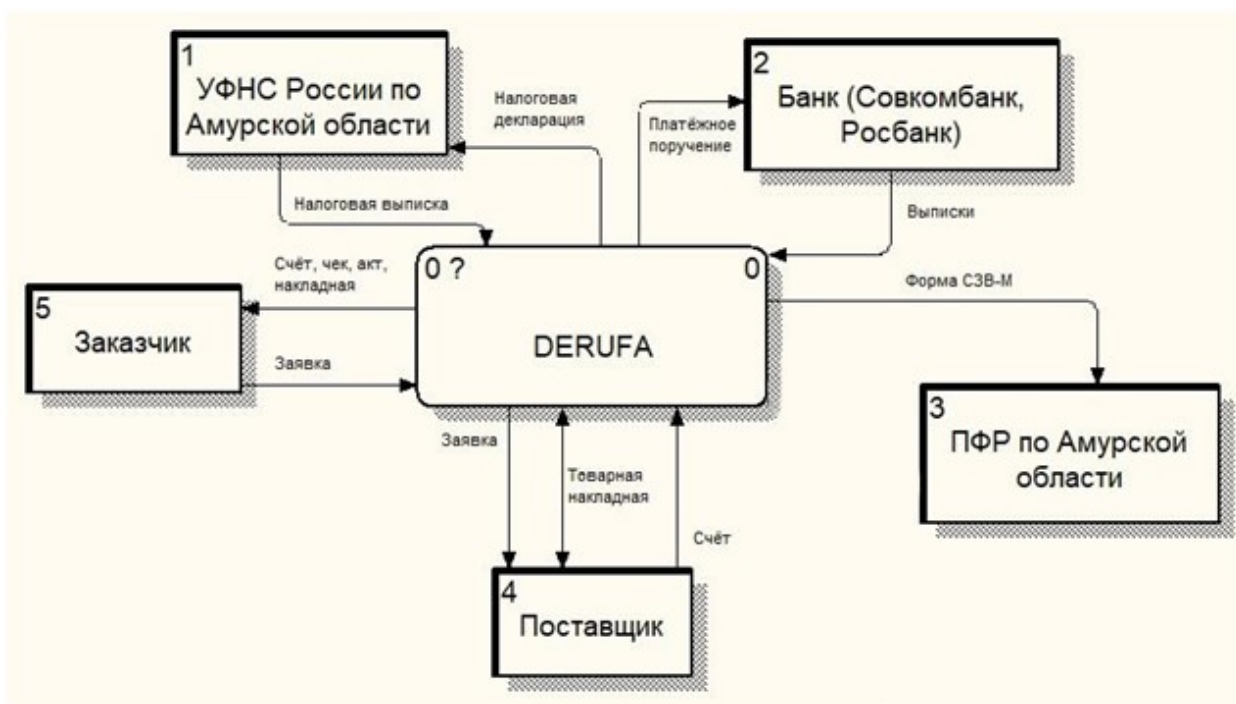 1
УФНС России по
Амурской области
2
Банк (Совкомбанк,
Росбанк)
Налоговая
декларация
Платёжное
поручение
Налоговая выписка
Выписки
Счёт, чек, акт,
накладная
0 ?
0
DERUFA
Форма СЗВ-М
5
Заказчик
Заявка
3
ПФР по Амурской
области
Заявка
Товарная
накладная
Счёт
4
Поставщик